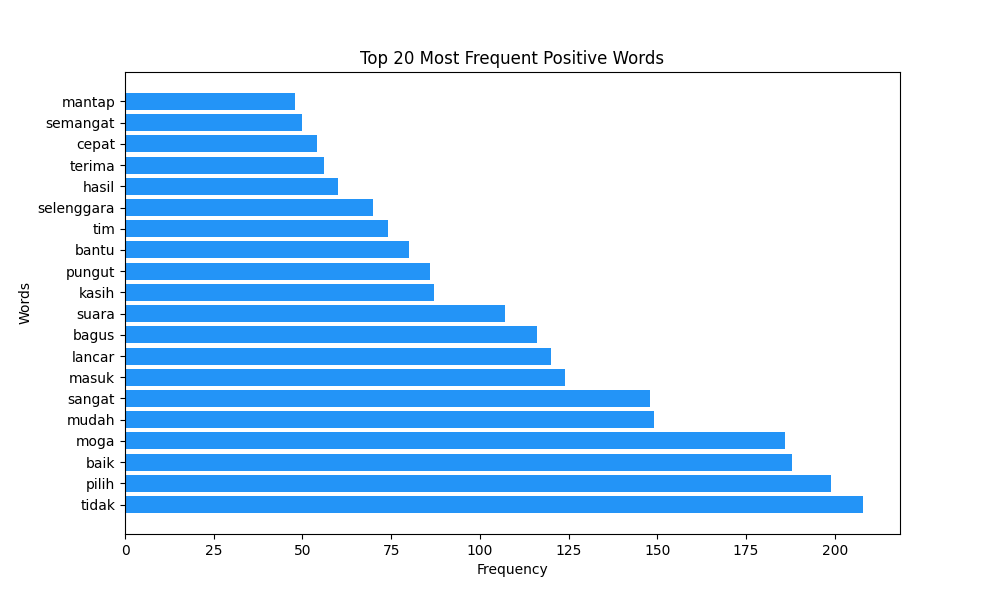 Top 20 Most Frequent Positive Words
mantap
semangat
cepat
terima
hasil
selenggara
tim
bantu
pungut
kasih
suara
bagus
lancar
masuk
sangat
mudah
moga
baik
pilih
tidak
Words
0 25 50 75 100 125 150 175 200
Frequency